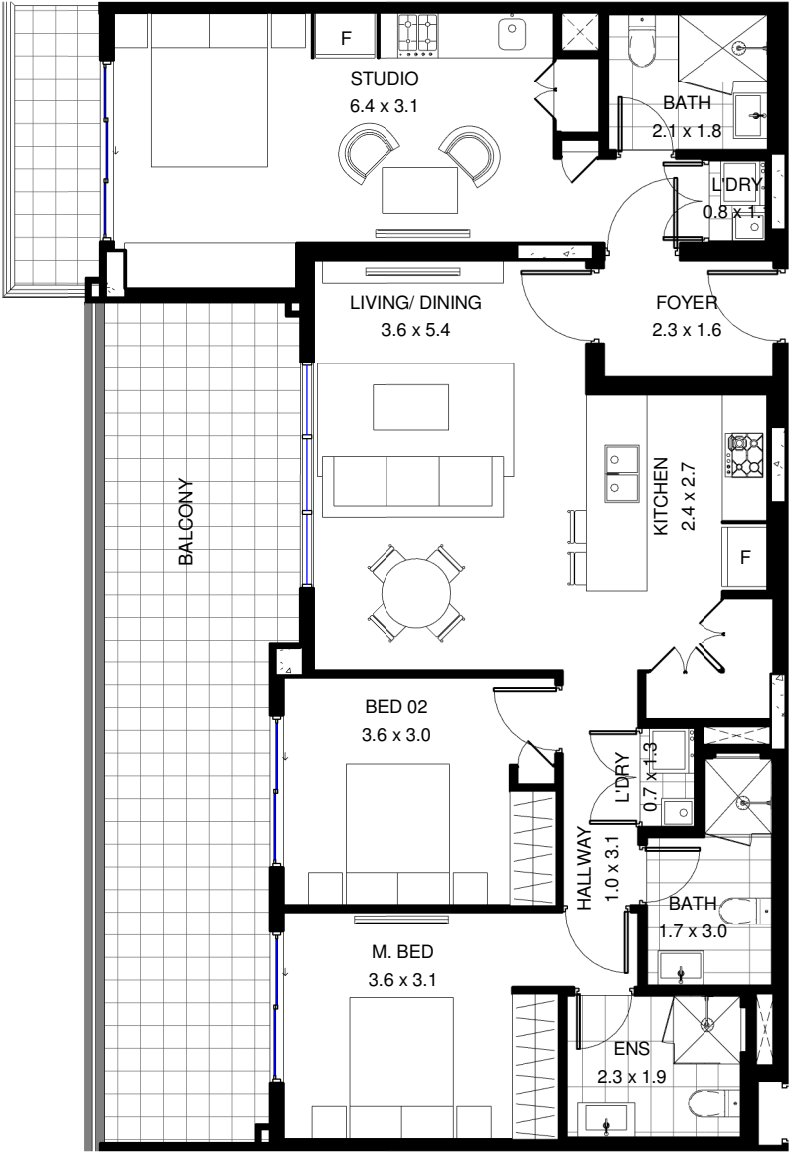 F
STUDIO
6.4 x 3.1
BATH
2.1 x 1.8
L'DRY
0.8 x 1.
LIVING/ DINING
3.6 x 5.4
FOYER
2.3 x 1.6
BALCONY
KITCHEN
2.4 x 2.7
F
BED 02
3.6 x 3.0
L'DRY
0.7 x 1.3
HALLWAY
1.0 x 3.1
BATH
1.7 x 3.0
M. BED
3.6 x 3.1
ENS
2.3 x 1.9